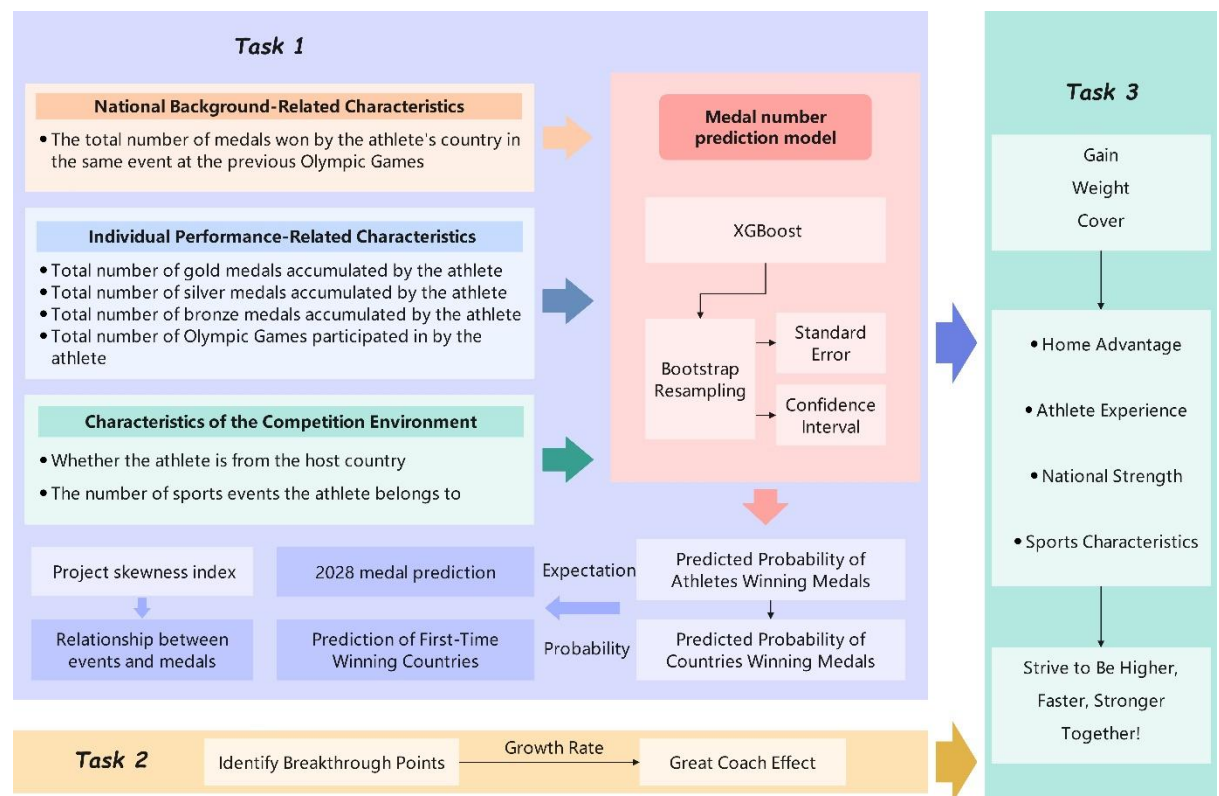 Task 1
National Background-Related Characteristics
• The total number of medals won by the athlete's country in
the same event at the previous Olympic Games
Individual Performance-Related Characteristics
• Total number of gold medals accumulated by the athlete
• Total number of silver medals accumulated by the athlete
• Total number of bronze medals accumulated by the athlete
• Total number of Olympic Games participated in by the
athlete
Characteristics of the Competition Environment
• Whether the athlete is from the host country
• The number of sports events the athlete belongs to
Medal number
prediction model
XGBoost
Bootstrap
Resampling
Standard
Error
Confidence
Interval
Project skewness index
Relationship between
events and medals
2028 medal prediction
Prediction of First-Time
Winning Countries
Expectation
Probability
Predicted Probability of
Athletes Winning Medals
Predicted Probability of
Countries Winning Medals
Task 2
Identify Breakthrough Points
Growth Rate
Great Coach Effect
Task 3
Gain
Weight
Cover
• Home Advantage
• Athlete Experience
• National Strength
• Sports Characteristics
Strive to Be Higher,
Faster, Stronger
Together!